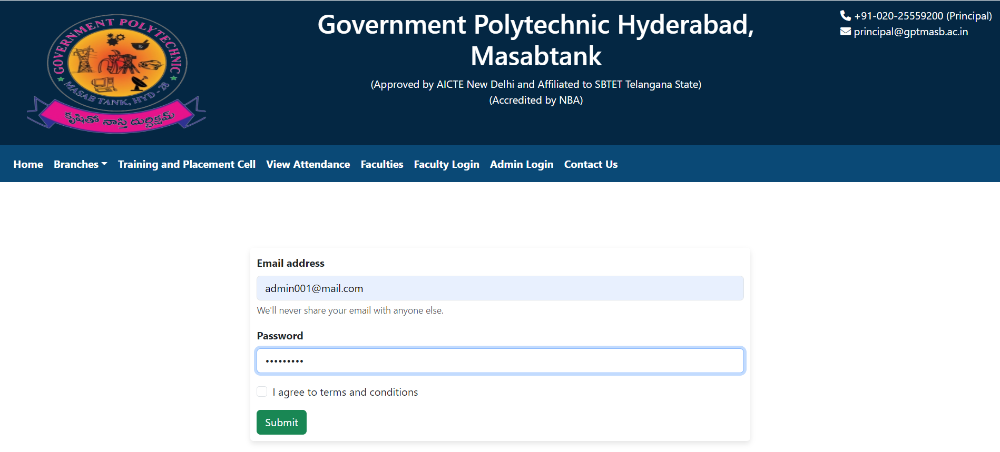 GOVERNMENT POLYTECHNIC
MASAB TANK, HYD - 28
కృషితో నాస్తి దుర్భిక్షమ్
Government Polytechnic Hyderabad,
Masabtank
(Approved by AICTE New Delhi and Affiliated to SBTET Telangana State)
(Accredited by NBA)
+91-020-25559200 (Principal)
principal@gptmasb.ac.in
Home Branches Training and Placement Cell View Attendance Faculties Faculty Login Admin Login Contact Us
Email address
admin001@mail.com
We'll never share your email with anyone else.
Password
•••••••••
I agree to terms and conditions
Submit